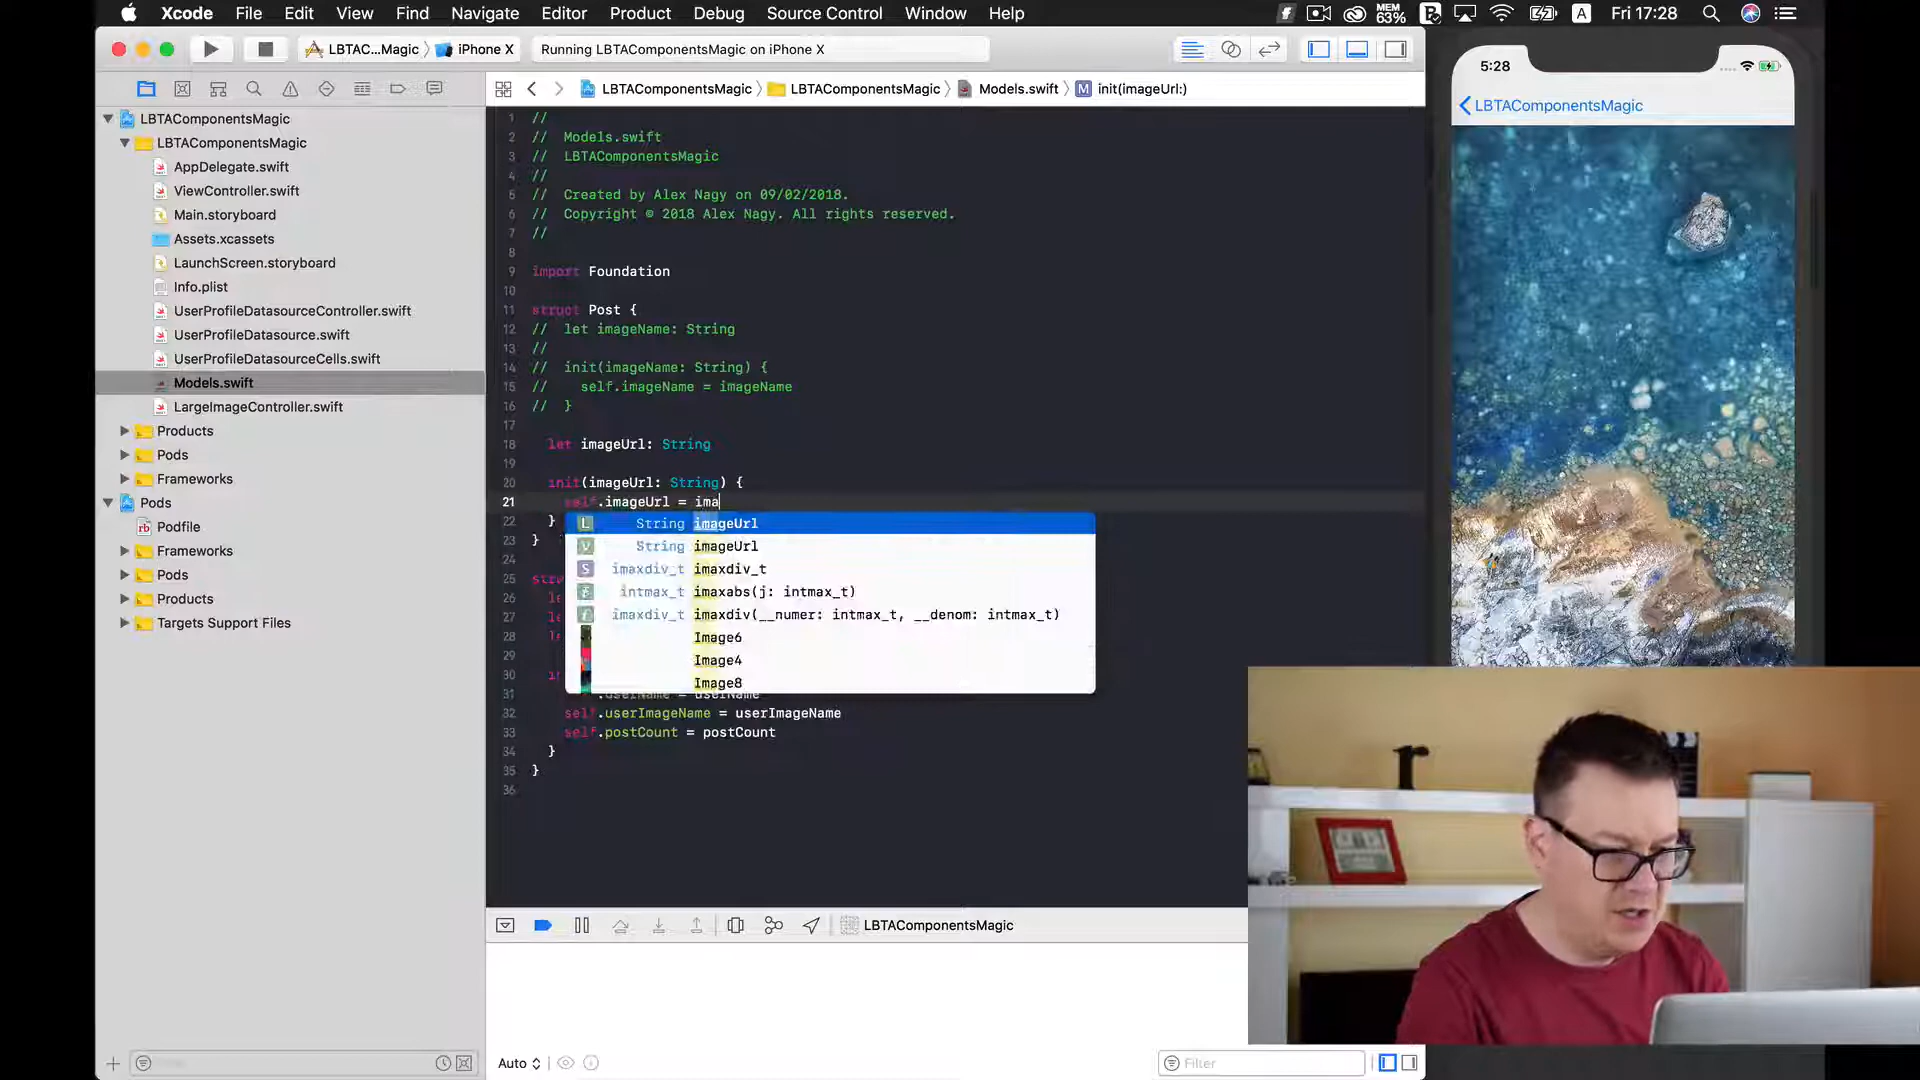 Xcode File Edit View Find Navigate Editor Product Debug Source Control Window Help MEM 63% A Fri 17:28
LBTAC...Magic iPhone X Running LBTAComponentsMagic on iPhone X
LBTAComponentsMagic LBTAComponentsMagic Models.swift M init(imageUrl:)
LBTAComponentsMagic
LBTAComponentsMagic
AppDelegate.swift
ViewController.swift
Main.storyboard
Assets.xcassets
LaunchScreen.storyboard
Info.plist
UserProfileDatasourceController.swift
UserProfileDatasource.swift
UserProfileDatasourceCells.swift
Models.swift
LargeImageController.swift
Products
Pods
Frameworks
Pods
Podfile
Frameworks
Pods
Products
Targets Support Files
1 //
2 // Models.swift
3 // LBTAComponentsMagic
4 //
5 // Created by Alex Nagy on 09/02/2018.
6 // Copyright © 2018 Alex Nagy. All rights reserved.
7 //
8
9 import Foundation
10
11 struct Post {
12 // let imageName: String
13 //
14 // init(imageName: String) {
15 // self.imageName = imageName
16 // }
17
18 let imageUrl: String
19
20 init(imageUrl: String) {
21 self.imageUrl = ima
22 }
23 }
24
25
26
27
28
29
30
31 .userName = userName
32 self.userImageName = userImageName
33 self.postCount = postCount
34 }
35 }
36
L String imageUrl
V String imageUrl
S imaxdiv_t imaxdiv_t
f intmax_t imaxabs(j: intmax_t)
f imaxdiv_t imaxdiv(__numer: intmax_t, __denom: intmax_t)
Image6
Image4
Image8
LBTAComponentsMagic
Auto
Filter
5:28
LBTAComponentsMagic